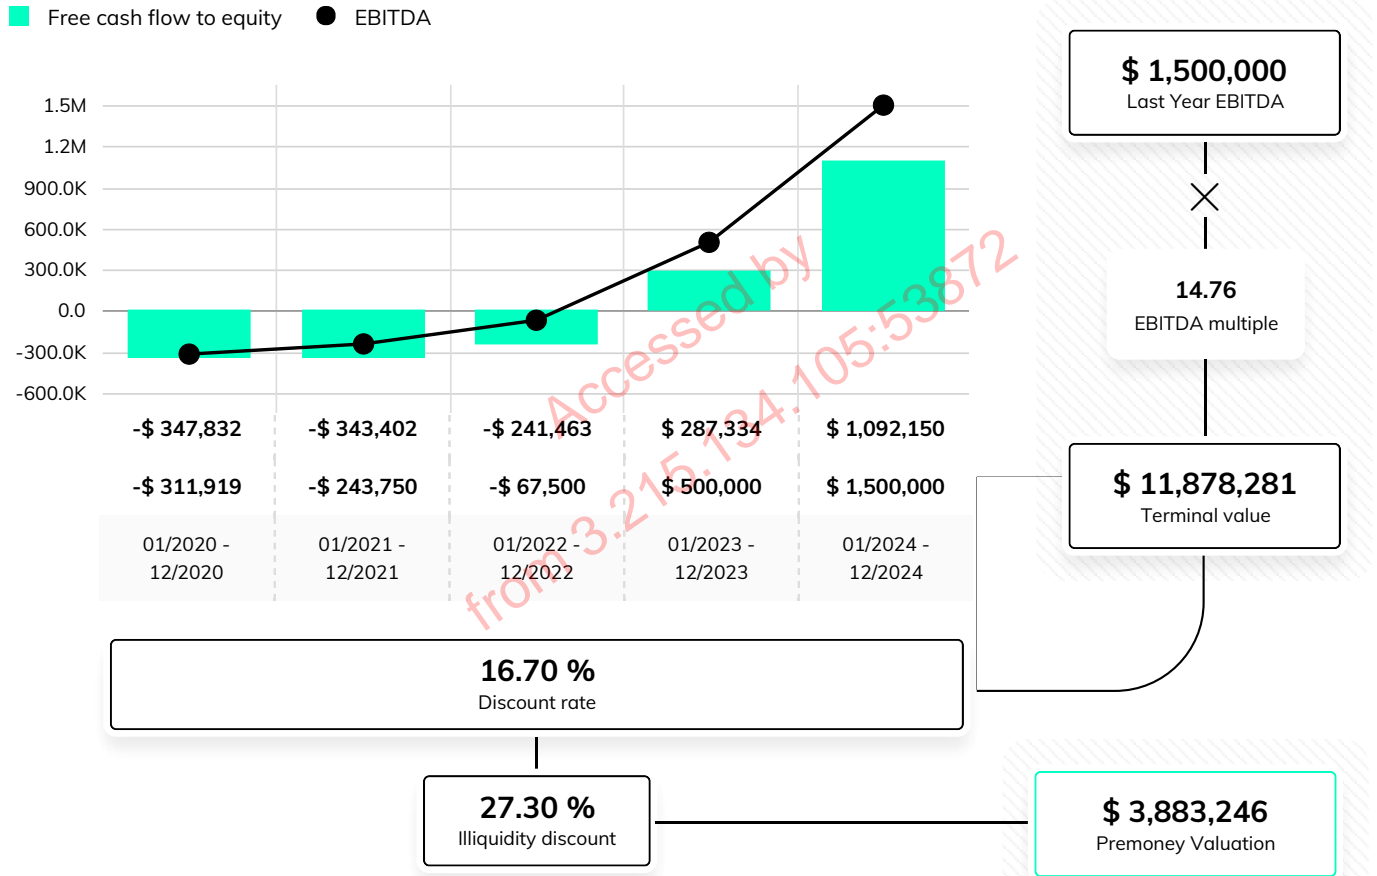 Free cash flow to equity EBITDA
1.5M
1.2M
900.0K
600.0K
300.0K
0.0
-300.0K
-600.0K
-$ 347,832 -$ 343,402 -$ 241,463 $ 287,334 $ 1,092,150
-$ 311,919 -$ 243,750 -$ 67,500 $ 500,000 $ 1,500,000
01/2020 - 01/2021 - 01/2022 - 01/2023 - 01/2024 -
12/2020 12/2021 12/2022 12/2023 12/2024
$ 1,500,000
Last Year EBITDA
14.76
EBITDA multiple
$ 11,878,281
Terminal value
16.70 %
Discount rate
27.30 %
Illiquidity discount
$ 3,883,246
Premoney Valuation
Accessed by
from 3.215.134.105:53872